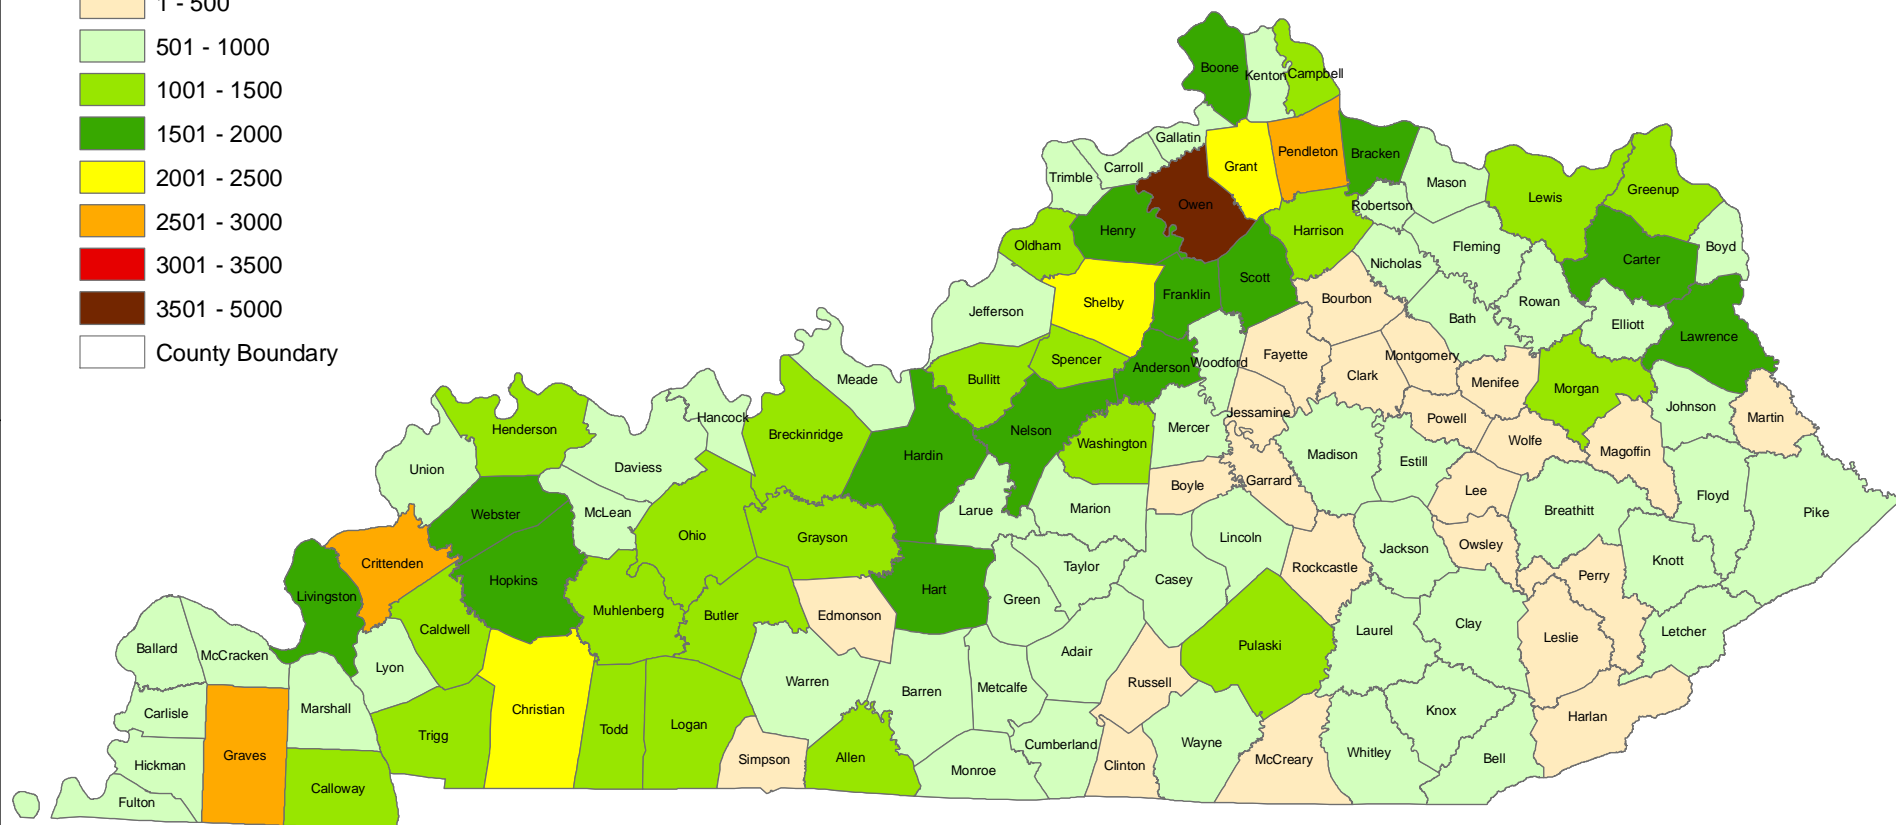 1 - 500
501 - 1000
1001 - 1500
1501 - 2000
2001 - 2500
2501 - 3000
3001 - 3500
3501 - 5000
County Boundary
Boone
Kenton
Campbell
Gallatin
Carroll
Trimble
Grant
Pendleton
Bracken
Mason
Robertson
Lewis
Greenup
Owen
Henry
Oldham
Harrison
Fleming
Nicholas
Boyd
Carter
Scott
Franklin
Shelby
Jefferson
Bourbon
Bath
Rowan
Elliott
Lawrence
Spencer
Anderson
Woodford
Fayette
Montgomery
Clark
Menifee
Morgan
Johnson
Martin
Meade
Bullitt
Hancock
Breckinridge
Henderson
Nelson
Washington
Mercer
Jessamine
Powell
Wolfe
Magoffin
Union
Daviess
Hardin
Madison
Estill
Lee
Floyd
Pike
Webster
McLean
Larue
Marion
Boyle
Garrard
Breathitt
Ohio
Grayson
Lincoln
Jackson
Owsley
Knott
Crittenden
Hopkins
Taylor
Casey
Rockcastle
Perry
Livingston
Muhlenberg
Butler
Edmonson
Hart
Green
Caldwell
Pulaski
Laurel
Clay
Leslie
Letcher
Ballard
McCracken
Lyon
Warren
Barren
Metcalfe
Adair
Russell
Carlisle
Marshall
Christian
Trigg
Todd
Logan
Knox
Harlan
Hickman
Graves
Calloway
Simpson
Allen
Monroe
Cumberland
Clinton
Wayne
McCreary
Whitley
Bell
Fulton